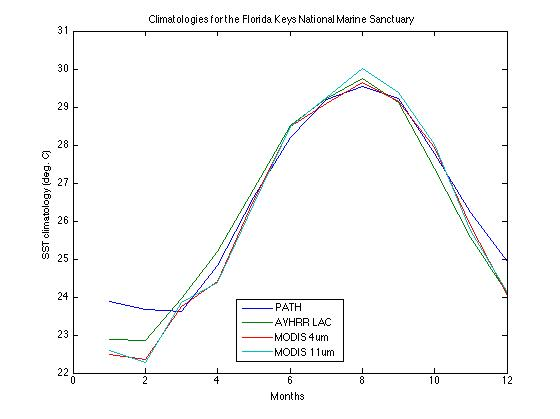 Climatologies for the Florida Keys National Marine Sanctuary
31
30
29
28
27
26
25
24
23
22
SST climatology (deg. C)
PATH
AVHRR LAC
MODIS 4um
MODIS 11um
0 2 4 6 8 10 12
Months